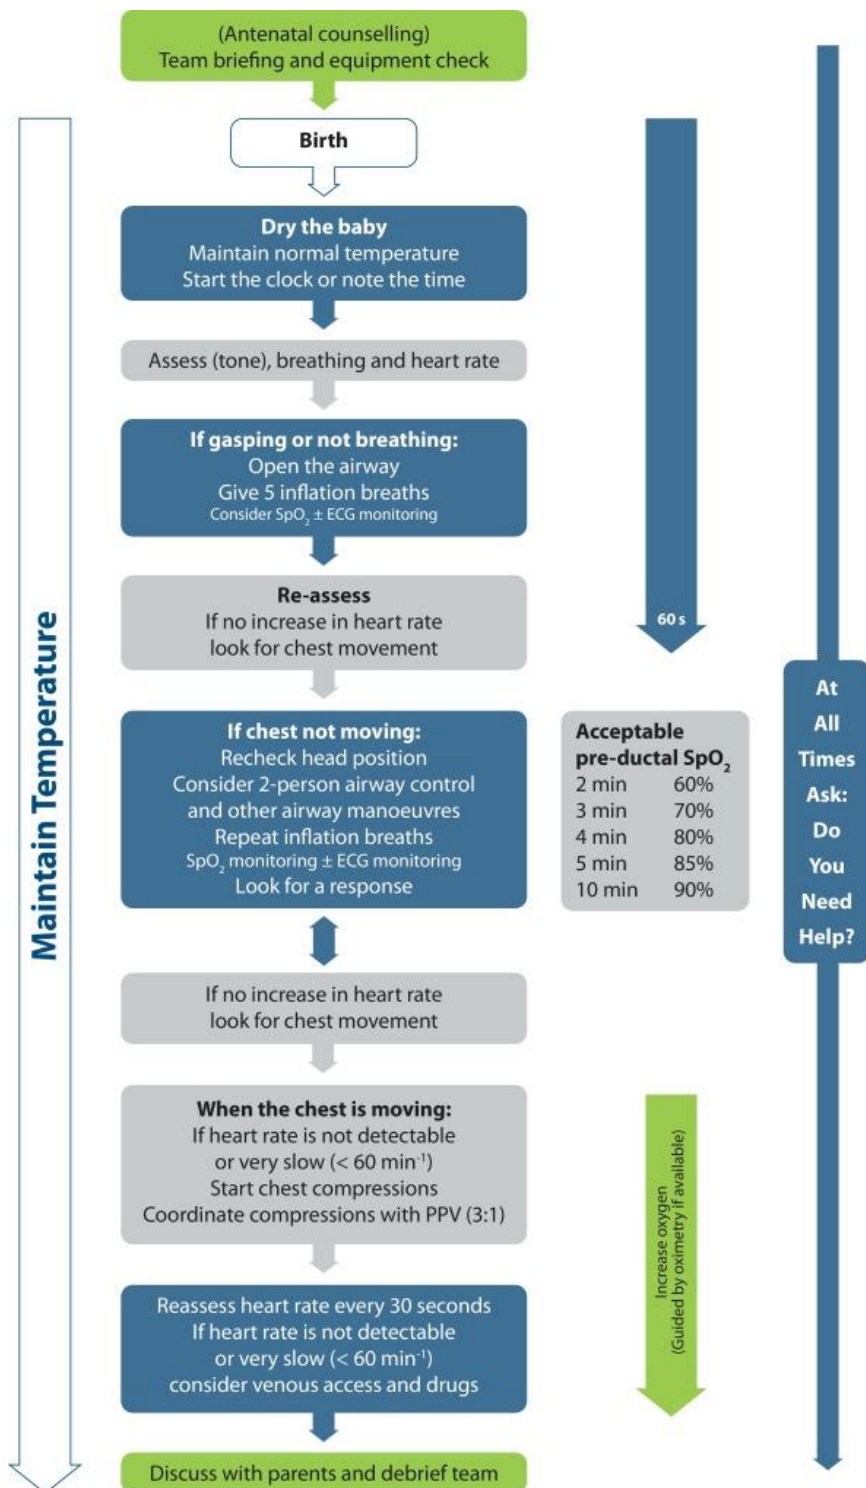 (Antenatal counselling)
Team briefing and equipment check
Birth
Dry the baby
Maintain normal temperature
Start the clock or note the time
Assess (tone), breathing and heart rate
If gasping or not breathing:
Open the airway
Give 5 inflation breaths
Consider SpO₂ ± ECG monitoring
Re-assess
If no increase in heart rate
look for chest movement
If chest not moving:
Recheck head position
Consider 2-person airway control
and other airway manoeuvres
Repeat inflation breaths
SpO₂ monitoring ± ECG monitoring
Look for a response
If no increase in heart rate
look for chest movement
When the chest is moving:
If heart rate is not detectable
or very slow (< 60 min⁻¹)
Start chest compressions
Coordinate compressions with PPV (3:1)
Reassess heart rate every 30 seconds
If heart rate is not detectable
or very slow (< 60 min⁻¹)
consider venous access and drugs
Discuss with parents and debrief team
Maintain Temperature
60 s
Acceptable
pre-ductal SpO₂
2 min 60%
3 min 70%
4 min 80%
5 min 85%
10 min 90%
Increase oxygen
(Guided by oximetry if available)
At
All
Times
Ask:
Do
You
Need
Help?